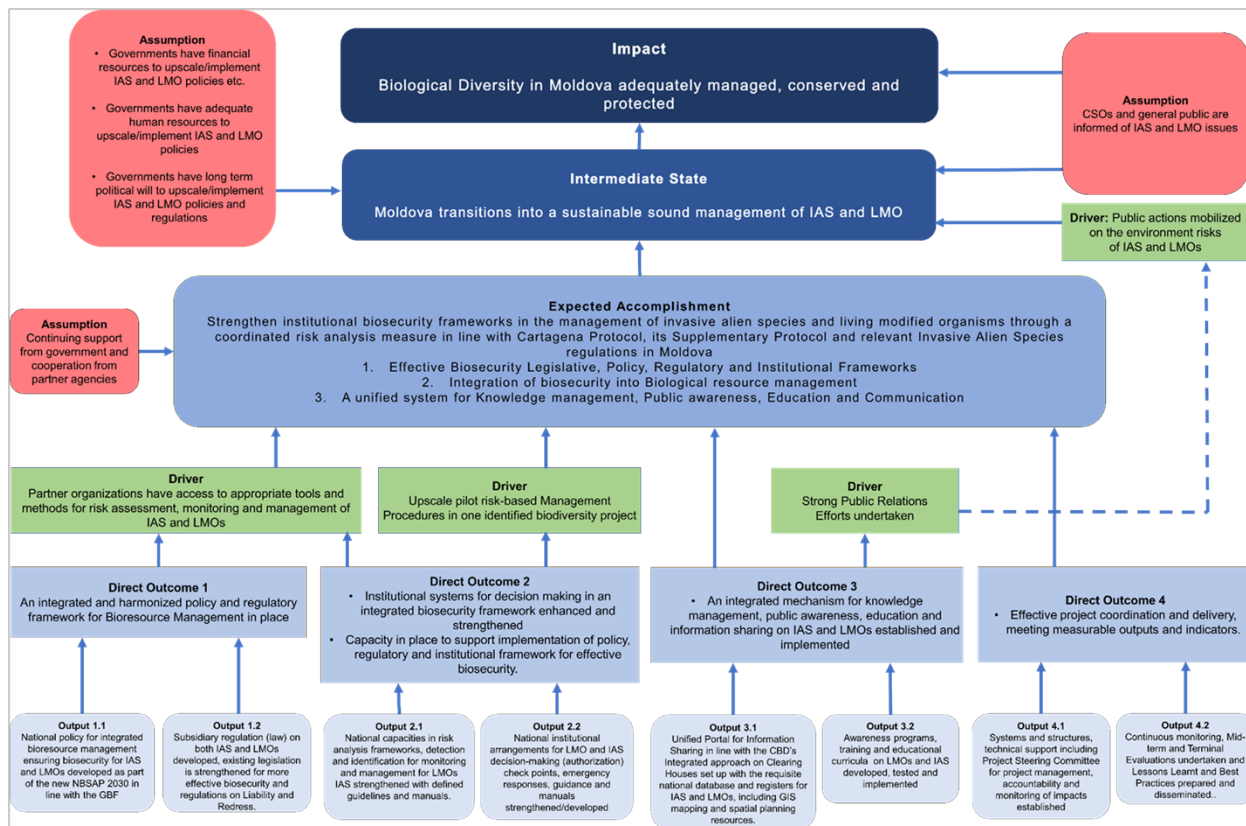 Assumption
• Governments have financial
resources to upscale/implement
IAS and LMO policies etc.
• Governments have adequate
human resources to
upscale/implement IAS and LMO
policies
• Governments have long term
political will to upscale/implement
IAS and LMO policies and
regulations
Impact
Biological Diversity in Moldova adequately managed, conserved and
protected
Assumption
CSOs and general public are
informed of IAS and LMO issues
Intermediate State
Moldova transitions into a sustainable sound management of IAS and LMO
Driver: Public actions mobilized
on the environment risks
of IAS and LMOs
Assumption
Continuing support
from government and
cooperation from
partner agencies
Expected Accomplishment
Strengthen institutional biosecurity frameworks in the management of invasive alien species and living modified organisms through a
coordinated risk analysis measure in line with Cartagena Protocol, its Supplementary Protocol and relevant Invasive Alien Species
regulations in Moldova
1. Effective Biosecurity Legislative, Policy, Regulatory and Institutional Frameworks
2. Integration of biosecurity into Biological resource management
3. A unified system for Knowledge management, Public awareness, Education and Communication
Driver
Partner organizations have access to appropriate tools and
methods for risk assessment, monitoring and management of
IAS and LMOs
Driver
Upscale pilot risk-based Management
Procedures in one identified biodiversity project
Driver
Strong Public Relations
Efforts undertaken
Direct Outcome 1
An integrated and harmonized policy and regulatory
framework for Bioresource Management in place
Direct Outcome 2
• Institutional systems for decision making in an
integrated biosecurity framework enhanced and
strengthened
• Capacity in place to support implementation of policy,
regulatory and institutional framework for effective
biosecurity.
Direct Outcome 3
• An integrated mechanism for knowledge
management, public awareness, education and
information sharing on IAS and LMOs established and
implemented
Direct Outcome 4
• Effective project coordination and delivery,
meeting measurable outputs and indicators.
Output 1.1
National policy for integrated
bioresource management
ensuring biosecurity for IAS
and LMOs developed as part
of the new NBSAP 2030 in
line with the GBF
Output 1.2
Subsidiary regulation (law) on
both IAS and LMOs
developed, existing legislation
is strengthened for more
effective biosecurity and
regulations on Liability and
Redress.
Output 2.1
National capacities in risk
analysis frameworks, detection
and identification for monitoring
and management for LMOs
IAS strengthened with defined
guidelines and manuals.
Output 2.2
National institutional
arrangements for LMO and IAS
decision-making (authorization)
check points, emergency
responses, guidance and
manuals
strengthened/developed
Output 3.1
Unified Portal for Information
Sharing in line with the CBD's
Integrated approach on Clearing
Houses set up with the requisite
national database and registers for
IAS and LMOs, including GIS
mapping and spatial planning
resources.
Output 3.2
Awareness programs,
training and educational
curricula on LMOs and IAS
developed, tested and
implemented
Output 4.1
Systems and structures,
technical support including
Project Steering Committee
for project management,
accountability and
monitoring of impacts
established
Output 4.2
Continuous monitoring, Mid-
term and Terminal
Evaluations undertaken and
Lessons Learnt and Best
Practices prepared and
disseminated..